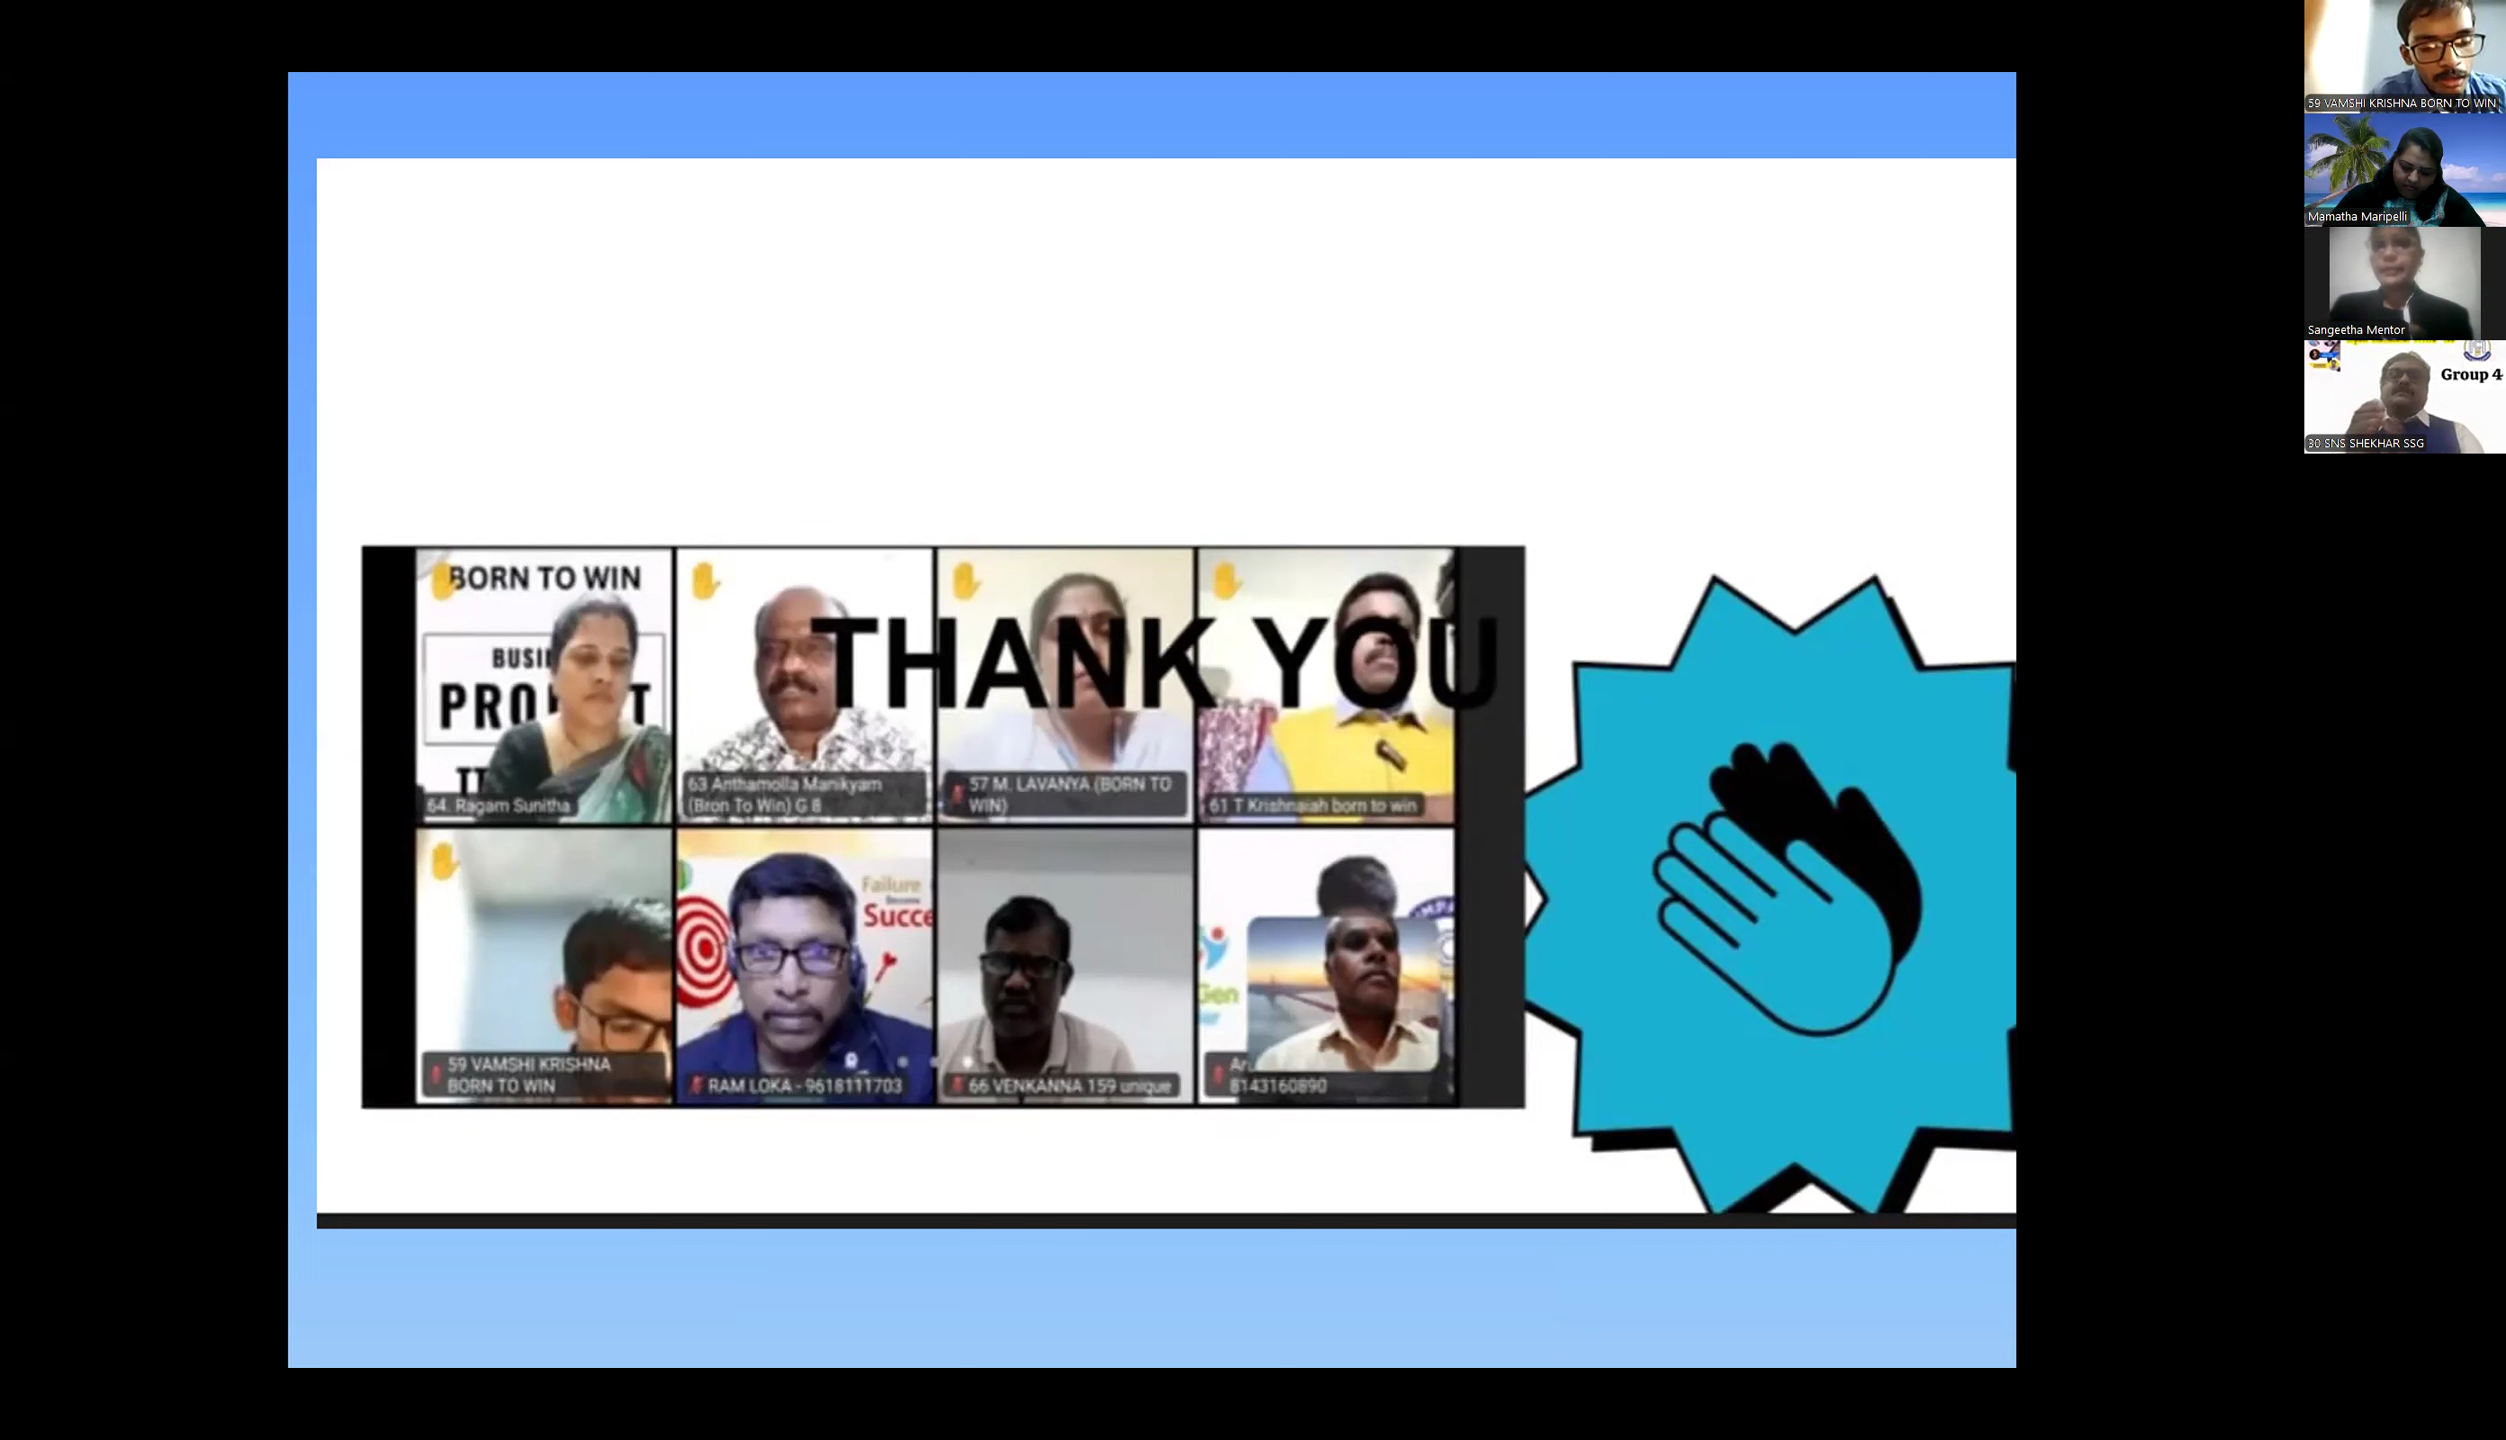 BORN TO WIN
64. Ragam Sunitha
63 Anthamolla Manikyam
(Bron To Win) G 8
57 M. LAVANYA (BORN TO
WIN)
61 T Krishnaiah born to win
THANK YOU
59 VAMSHI KRISHNA
BORN TO WIN
Failure
Become
RAM LOKA - 9618111703
66 VENKANNA 159 unique
8143160890
59 VAMSHI KRISHNA BORN TO WIN
Mamatha Maripelli
Sangeetha Mentor
Group 4
30 SNS SHEKHAR SSG